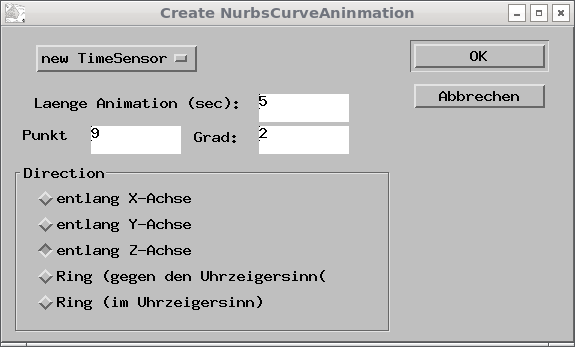 Create NurbsCurveAninmation
new TimeSensor
OK
Laenge Animation (sec): 5
Abbrechen
Punkt 9 Grad: 2
Direction
entlang X-Achse
entlang Y-Achse
entlang Z-Achse
Ring (gegen den Uhrzeigersinn(
Ring (im Uhrzeigersinn)